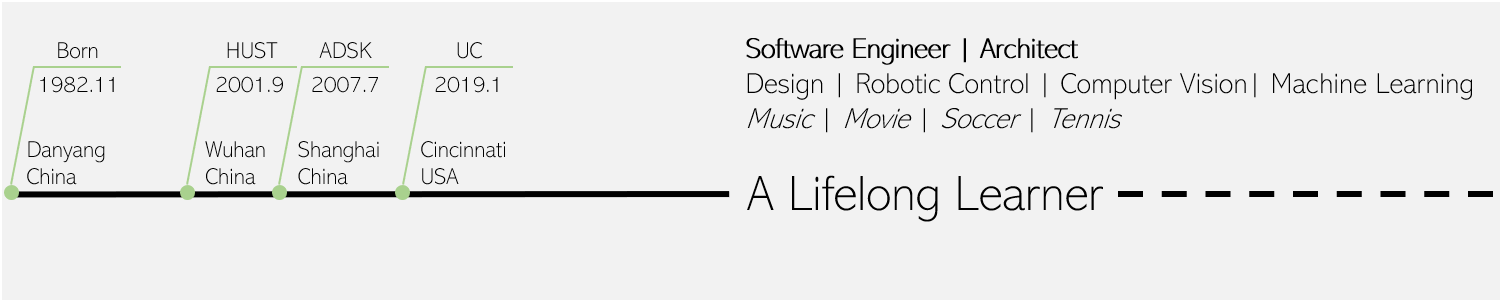 Born
1982.11
Danyang
China
HUST
2001.9
Wuhan
China
ADSK
2007.7
Shanghai
China
UC
2019.1
Cincinnati
USA
Software Engineer | Architect
Design | Robotic Control | Computer Vision | Machine Learning
Music | Movie | Soccer | Tennis
A Lifelong Learner